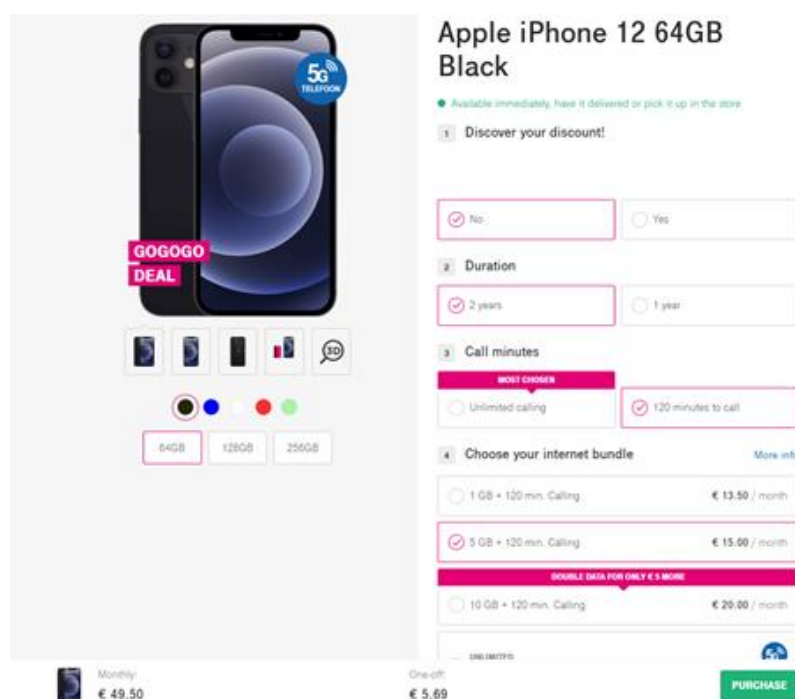 Apple iPhone 12 64GB
Black
Available immediately, have it delivered or pick it up in the store
1 Discover your discount!
No
Yes
2 Duration
2 years
1 year
3 Call minutes
MOST CHOSEN
Unlimited calling
120 minutes to call
4 Choose your internet bundle
More inf
1 GB + 120 min. Calling
€ 13.50 / month
5 GB + 120 min. Calling
€ 15.00 / month
DOUBLE DATA FOR ONLY € 5 MORE
10 GB + 120 min. Calling
€ 20.00 / month
UNLIMITED
5G
5G
TELEFOON
GOGOGO
DEAL
3D
64GB
128GB
256GB
Monthly:
€ 49.50
One-off:
€ 5.69
PURCHASE